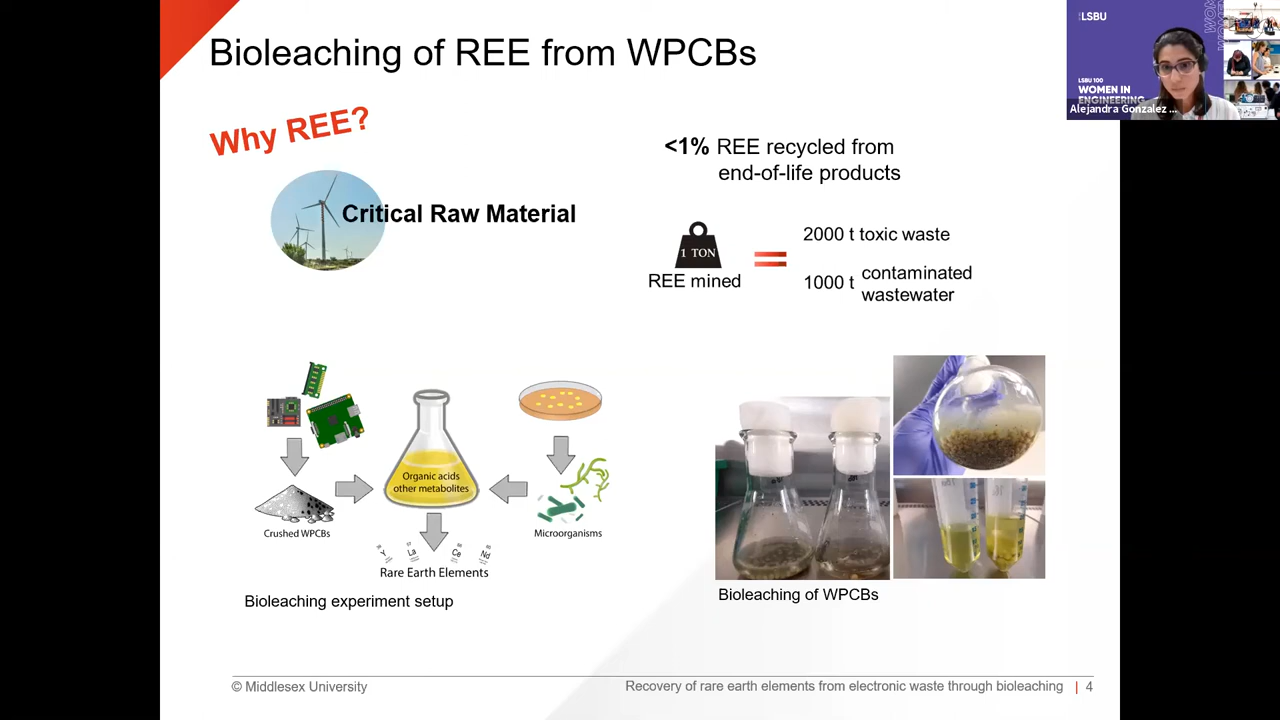 Bioleaching of REE from WPCBs
Why REE?
Critical Raw Material
<1% REE recycled from
end-of-life products
1 TON
REE mined
2000 t toxic waste
1000 t contaminated
wastewater
Organic acids
other metabolites
Crushed WPCBs
Microorganisms
Y La Ce Nd
Rare Earth Elements
Bioleaching experiment setup
Bioleaching of WPCBs
© Middlesex University
Recovery of rare earth elements from electronic waste through bioleaching | 4
LSBU
LSBU 100
WOMEN IN
ENGINEERING
Alejandra Gonzalez ...